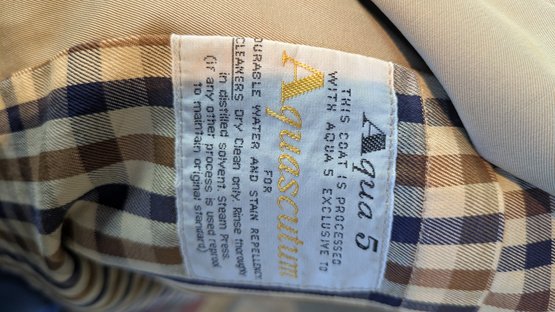 Aqua 5
THIS COAT IS PROCESSED
WITH AQUA 5 EXCLUSIVE TO
Aquascutum
FOR
DURABLE WATER AND STAIN REPELLENCY
CLEANERS Dry Clean only. Rinse thoroughly
in distilled solvent. Steam Press.
(if any other process is used reproof
to maintain original standard)